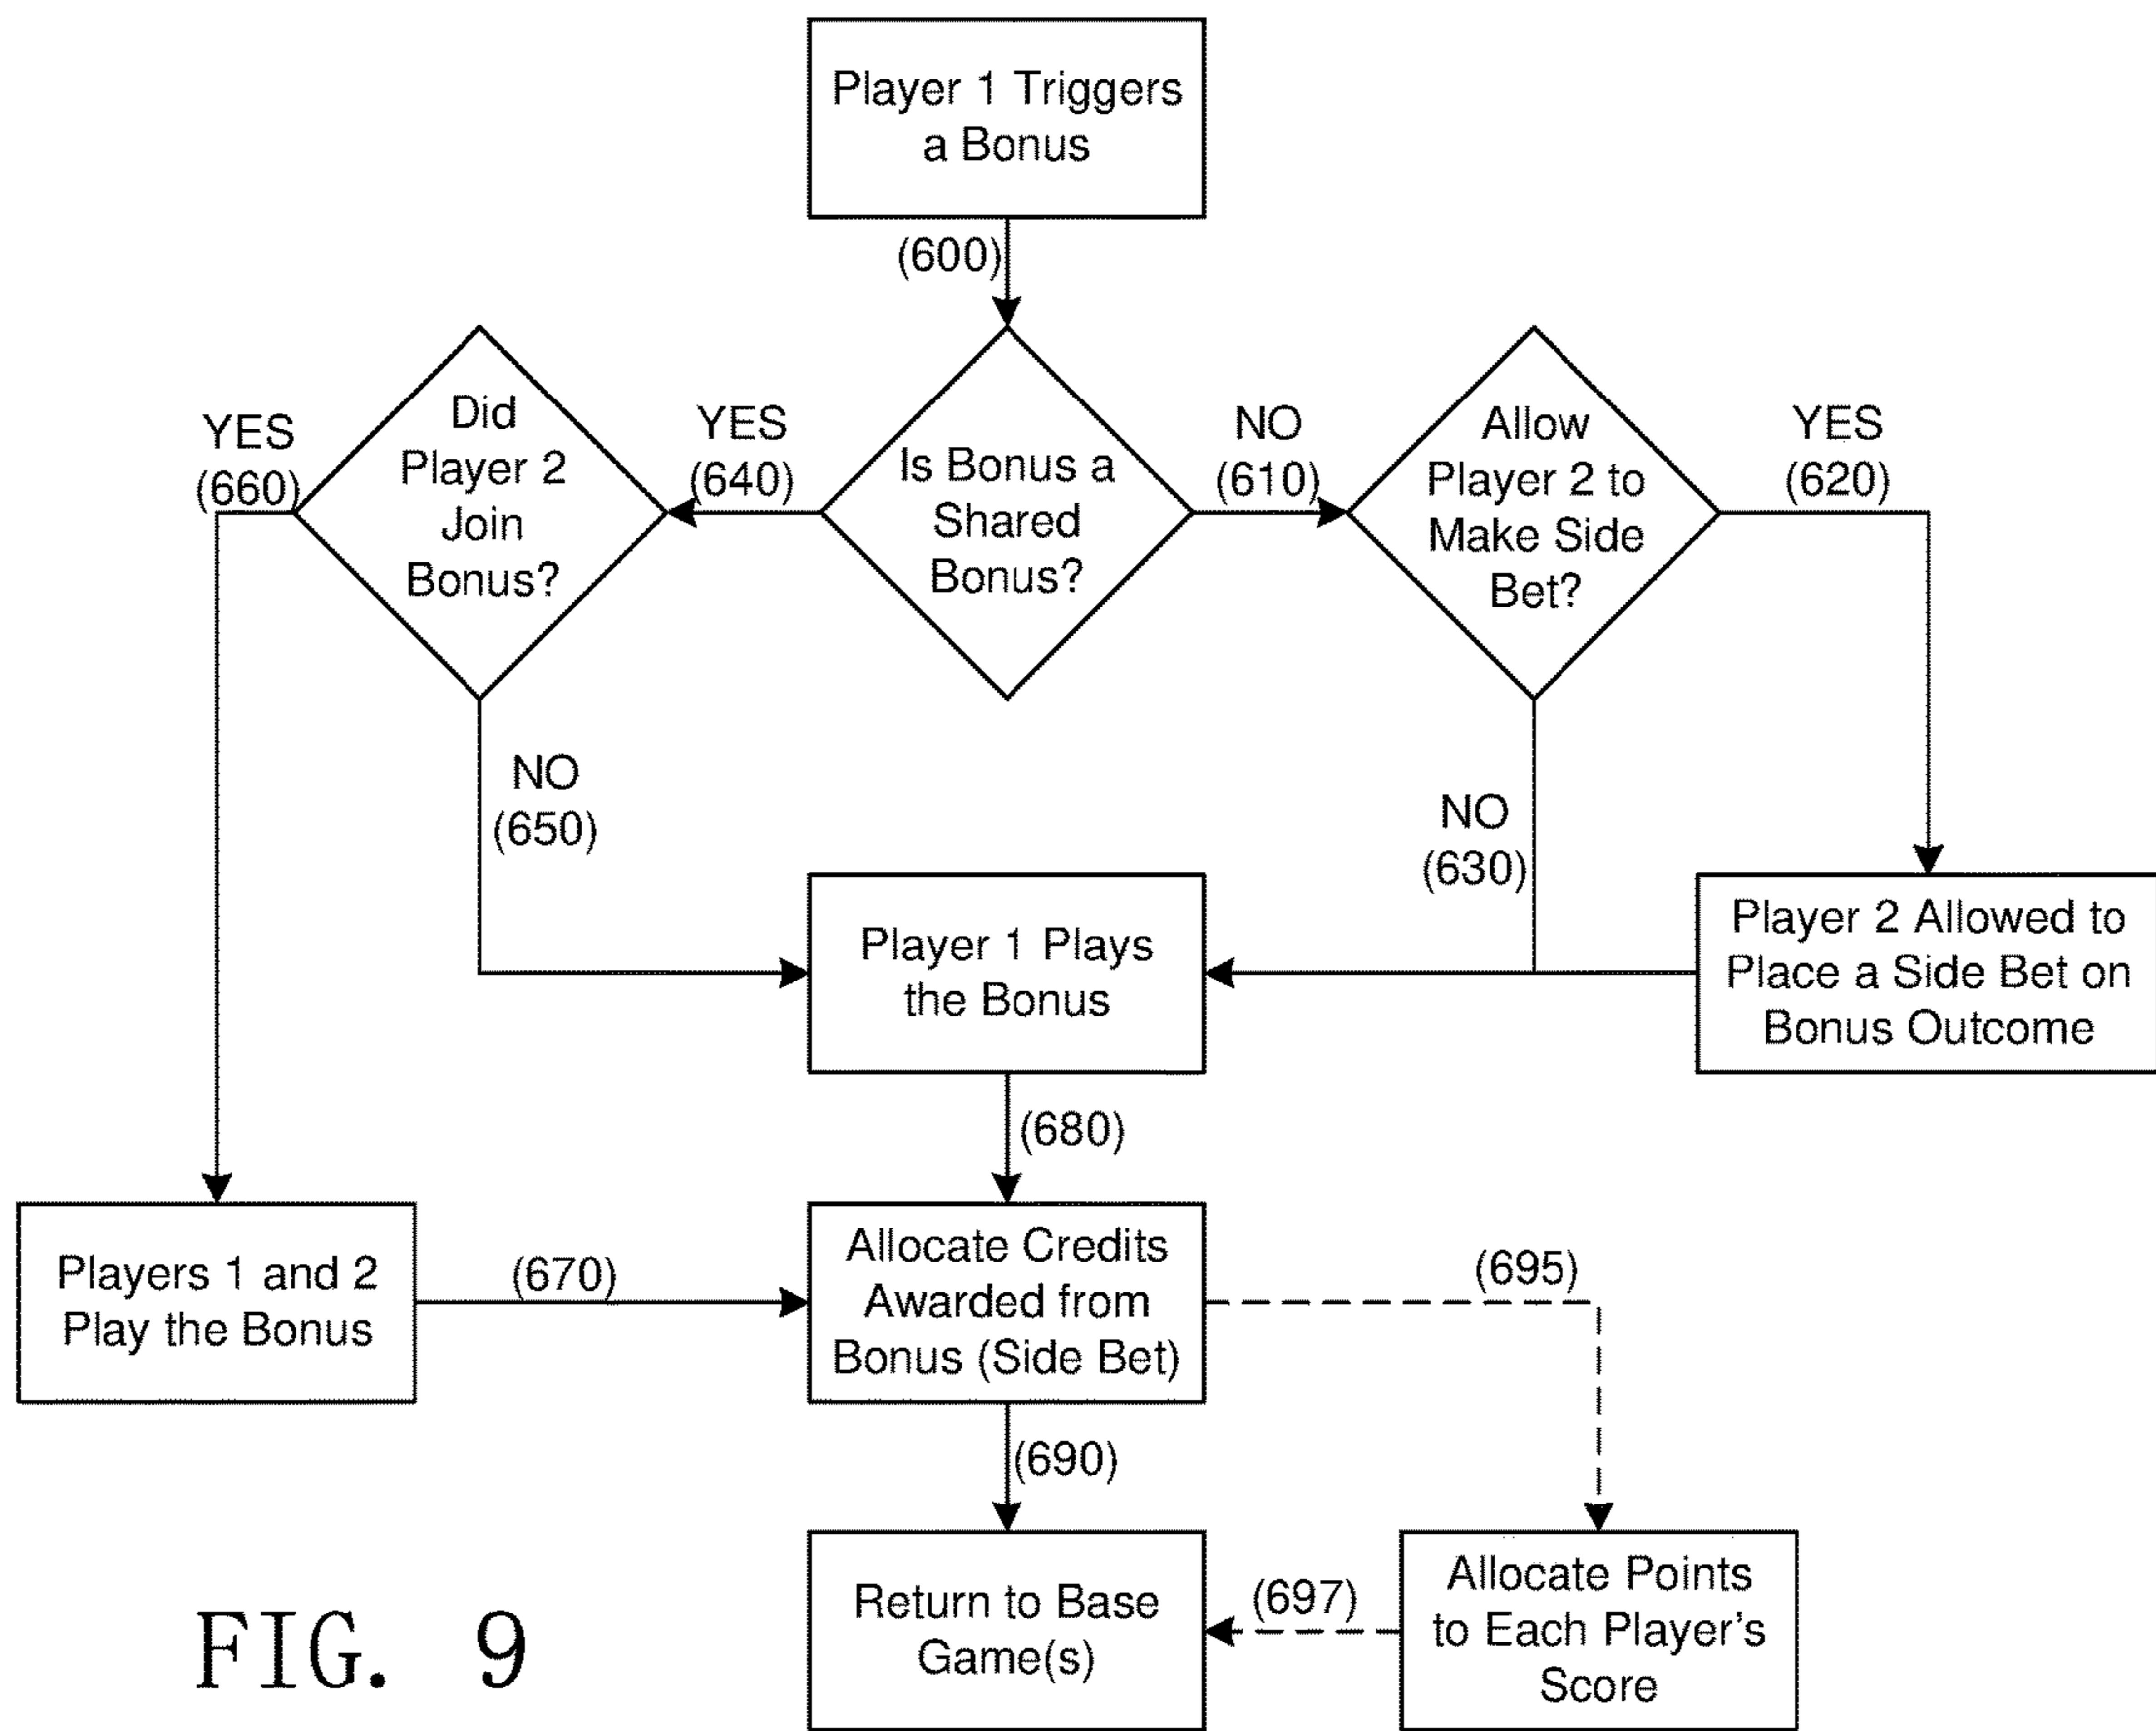 Player 1 Triggers
a Bonus
(600)
Did
Player 2
Join
Bonus?
YES
(660)
YES
(640)
Is Bonus a
Shared
Bonus?
NO
(610)
Allow
Player 2 to
Make Side
Bet?
YES
(620)
NO
(650)
NO
(630)
Player 1 Plays
the Bonus
Player 2 Allowed to
Place a Side Bet on
Bonus Outcome
(680)
Players 1 and 2
Play the Bonus
(670)
Allocate Credits
Awarded from
Bonus (Side Bet)
(695)
(690)
Return to Base
Game(s)
(697)
Allocate Points
to Each Player's
Score
FIG. 9